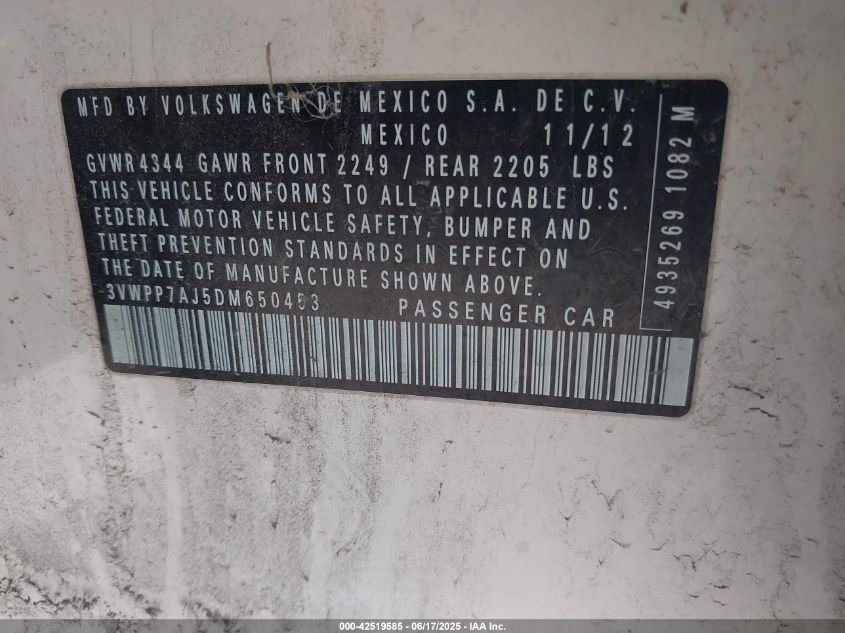 MFD BY VOLKSWAGEN DE MEXICO S.A. DE C.V.
MEXICO 11/12
GVWR 4344 GAWR FRONT 2249 / REAR 2205 LBS
THIS VEHICLE CONFORMS TO ALL APPLICABLE U.S.
FEDERAL MOTOR VEHICLE SAFETY, BUMPER AND
THEFT PREVENTION STANDARDS IN EFFECT ON
THE DATE OF MANUFACTURE SHOWN ABOVE.
3VWPP7AJ5DM650453 PASSENGER CAR
4935269 1082 M
000-42519585 - 06/17/2025 - IAA Inc.